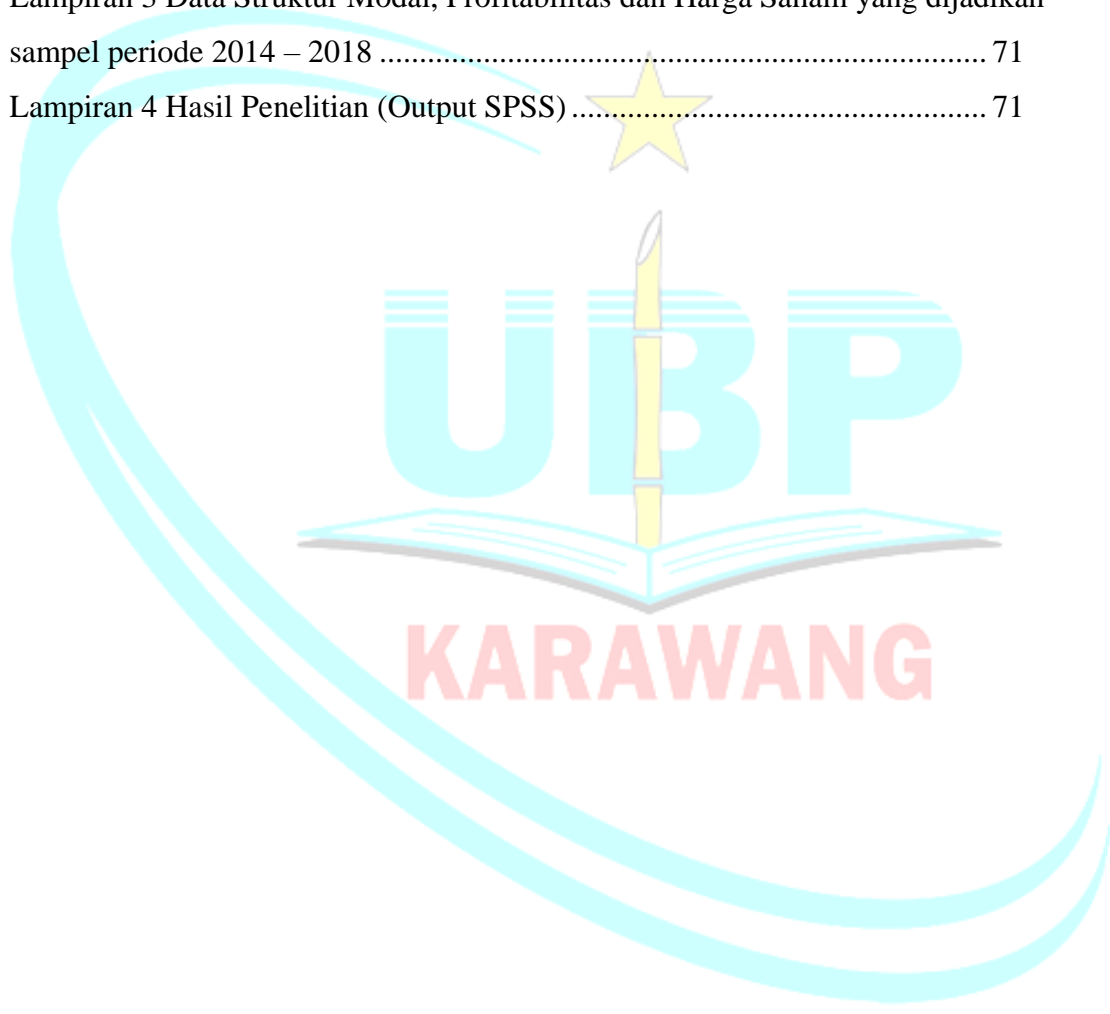 Lampiran 3 Data Struktur Modal, Profitabilitas dan Harga Saham yang dijadikan
sampel periode 2014 – 2018 ............................................................................ 71
Lampiran 4 Hasil Penelitian (Output SPSS) .................................................... 71
UBP
KARAWANG